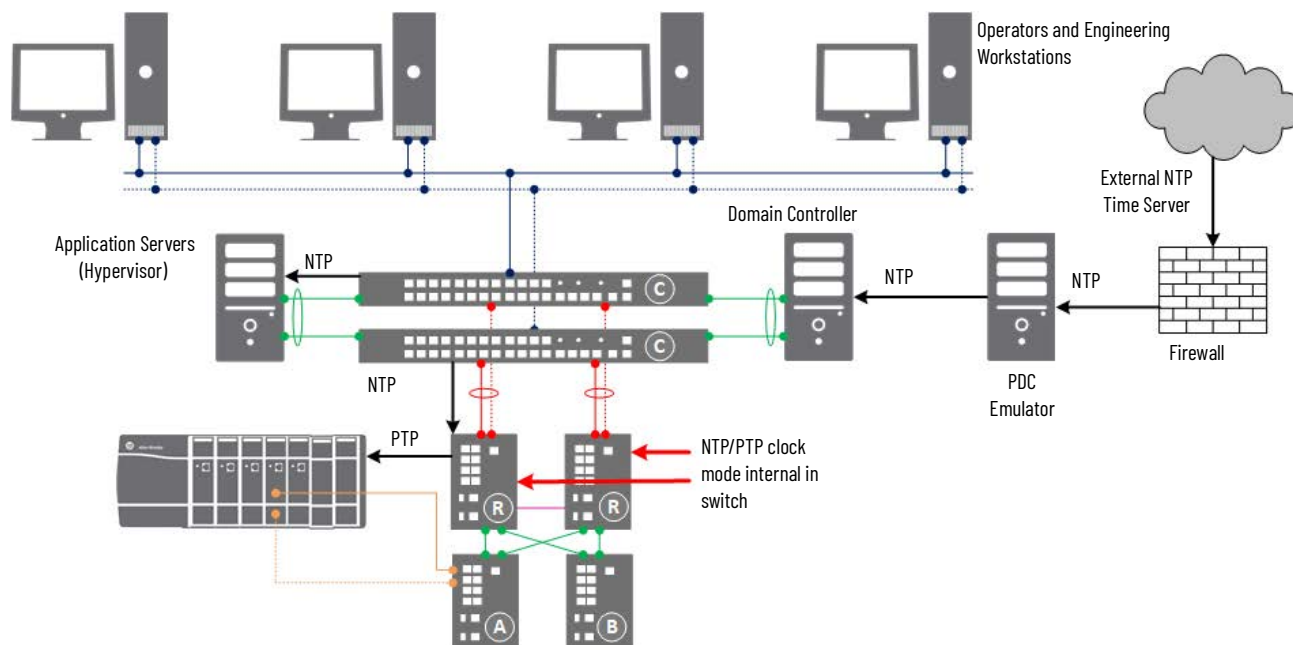 Operators and Engineering
Workstations
External NTP
Time Server
Domain Controller
Application Servers
(Hypervisor)
NTP
C
NTP
NTP
C
Firewall
NTP
PDC
Emulator
PTP
NTP/PTP clock
mode internal in
switch
R
R
A
B